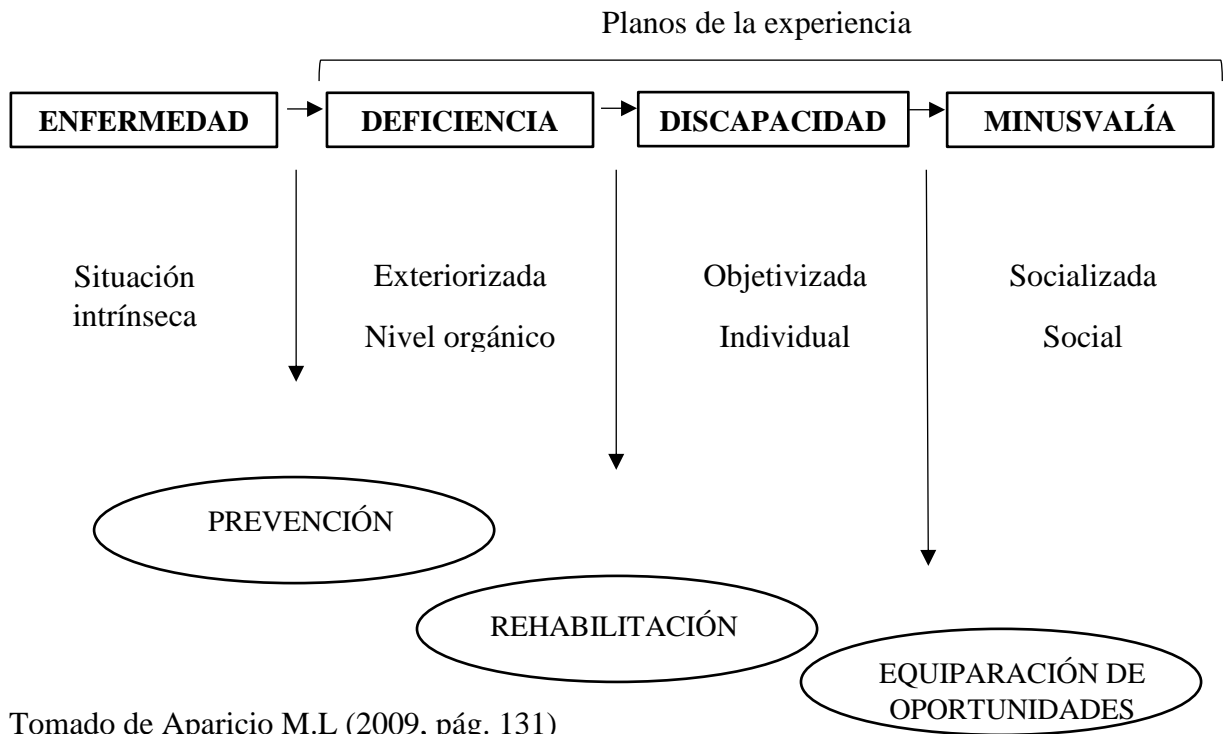 Planos de la experiencia
ENFERMEDAD
DEFICIENCIA
DISCAPACIDAD
MINUSVALÍA
Situación
intrínseca
Exteriorizada
Nivel orgánico
Objetivizada
Individual
Socializada
Social
PREVENCIÓN
REHABILITACIÓN
EQUIPARACIÓN DE
OPORTUNIDADES
Tomado de Aparicio M.L (2009, pág. 131)